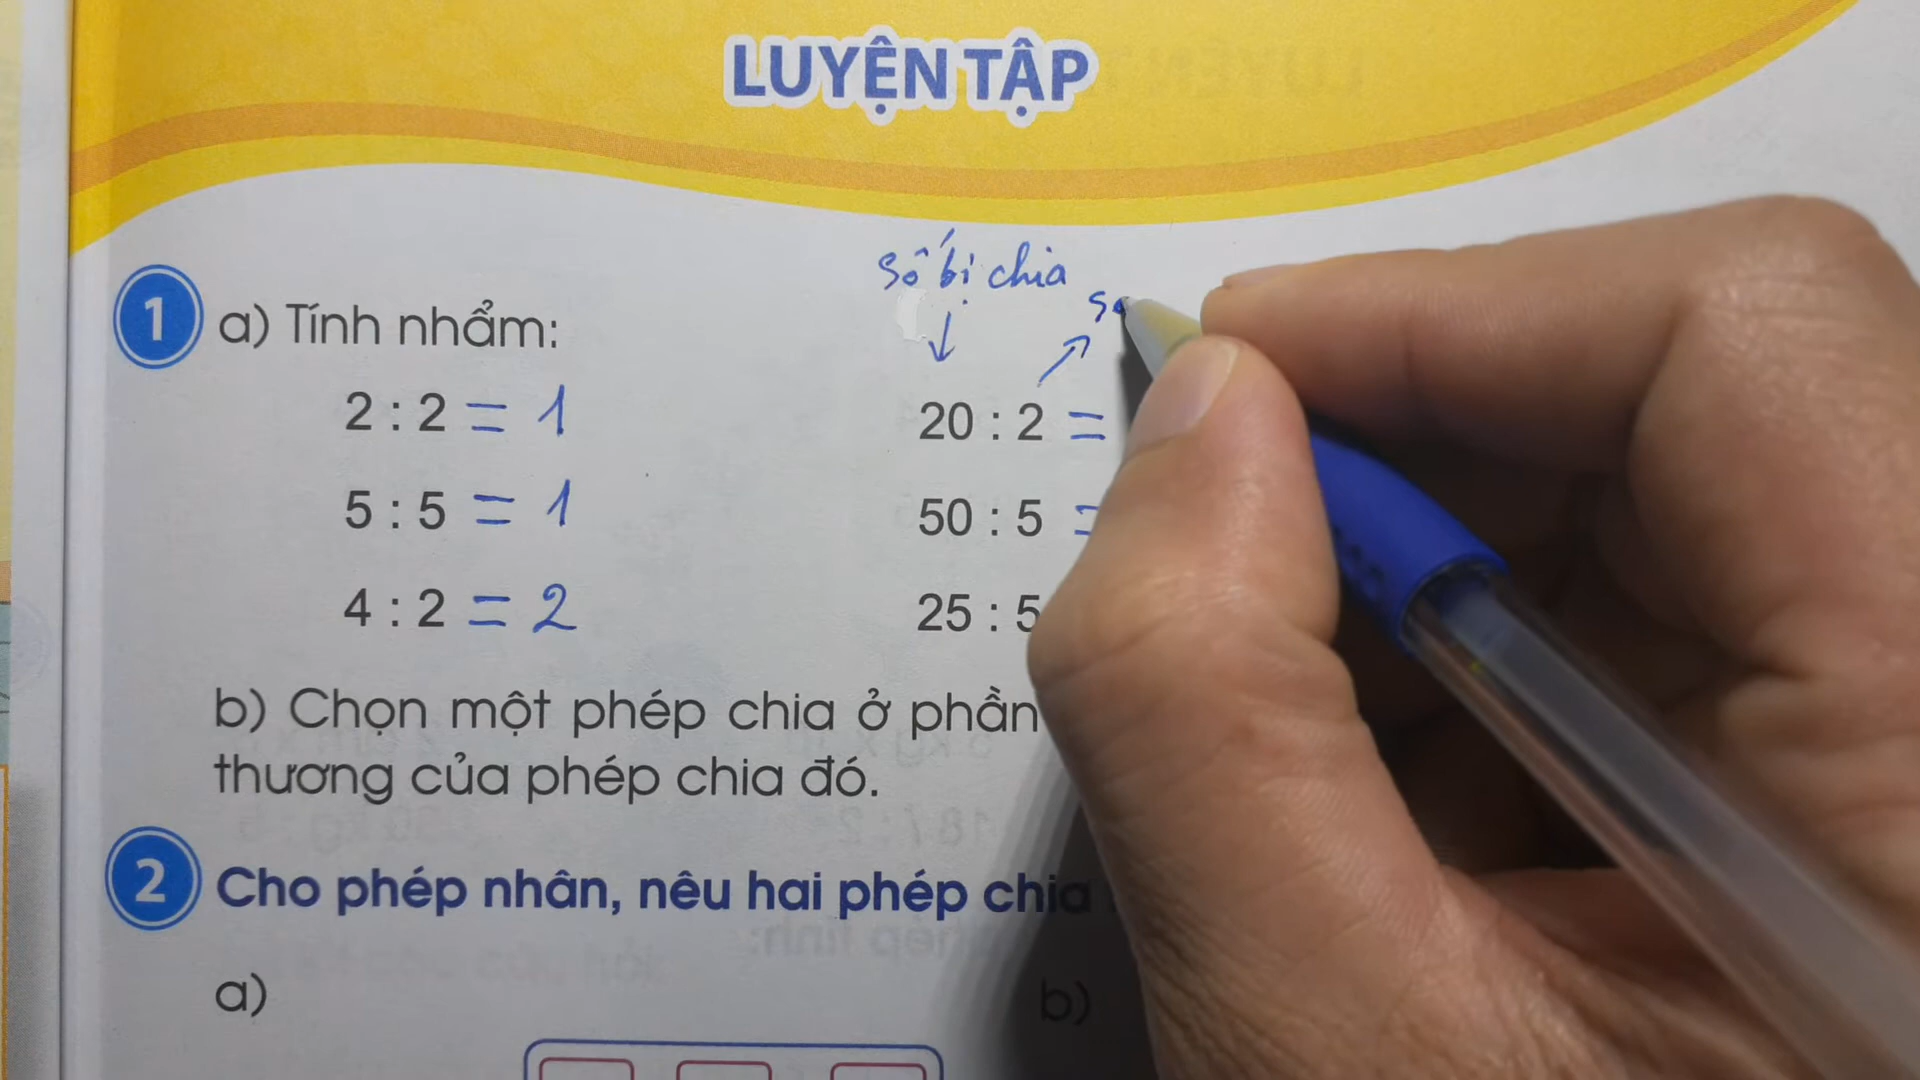 LUYỆN TẬP
số bị chia
1 a) Tính nhẩm:
2 : 2 = 1
20 : 2 =
5 : 5 = 1
50 : 5 =
4 : 2 = 2
25 : 5
b) Chọn một phép chia ở phần
thương của phép chia đó.
2 Cho phép nhân, nêu hai phép chia
a)
b)